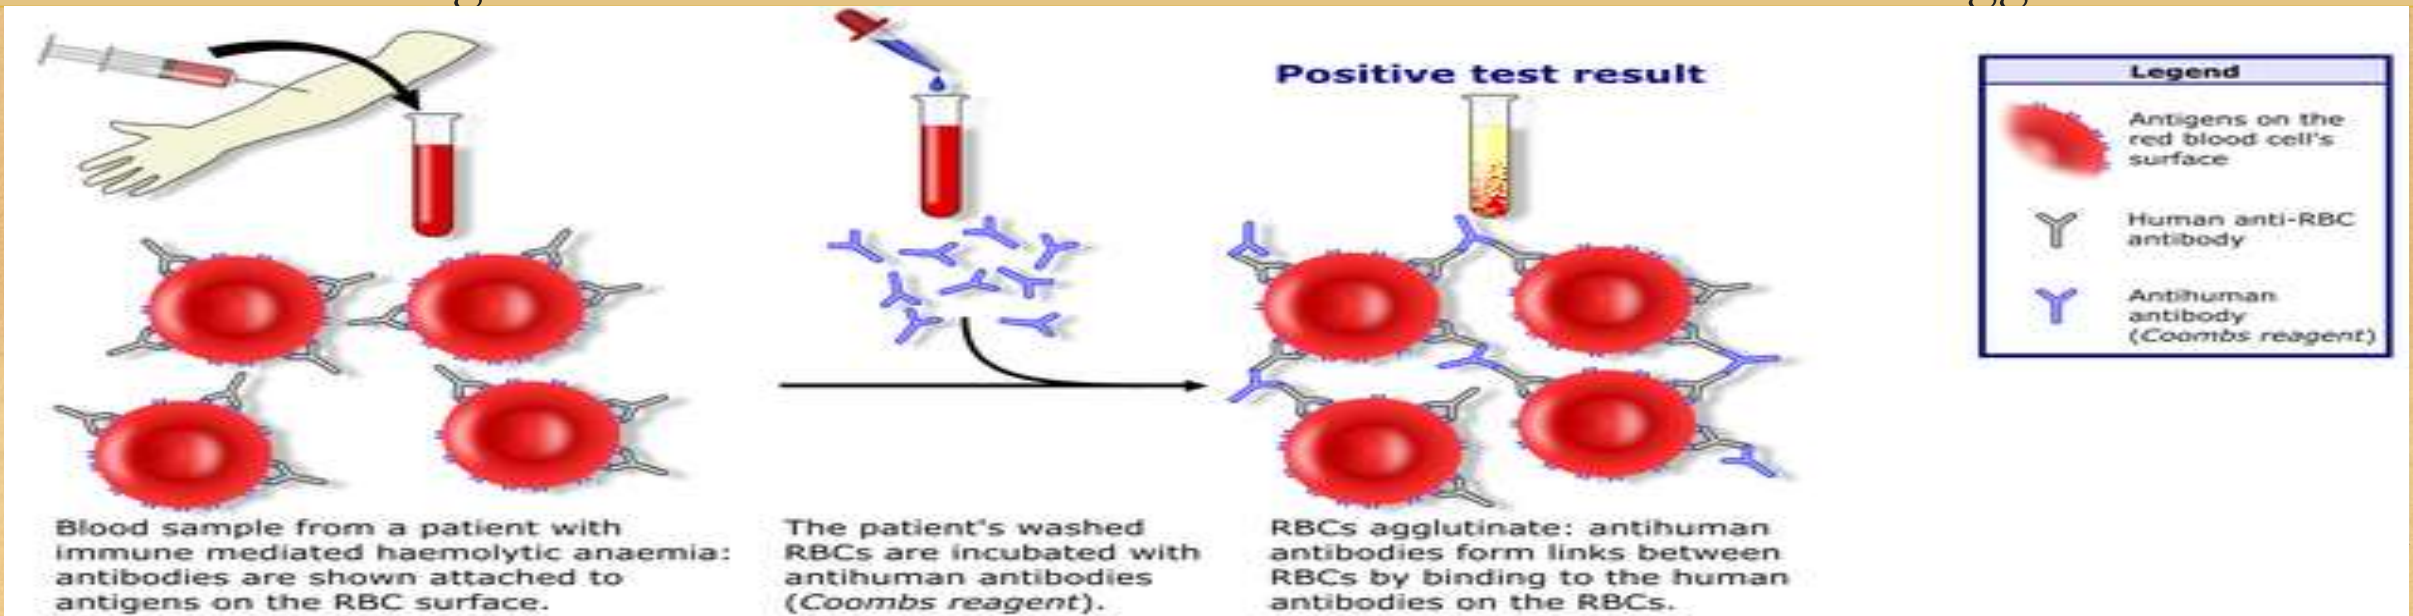 Positive test result
Legend
Antigens on the
red blood cell's
surface
Human anti-RBC
antibody
Antihuman
antibody
(Coombs reagent)
Blood sample from a patient with
immune mediated haemolytic anaemia:
antibodies are shown attached to
antigens on the RBC surface.
The patient's washed
RBCs are incubated with
antihuman antibodies
(Coombs reagent).
RBCs agglutinate: antihuman
antibodies form links between
RBCs by binding to the human
antibodies on the RBCs.